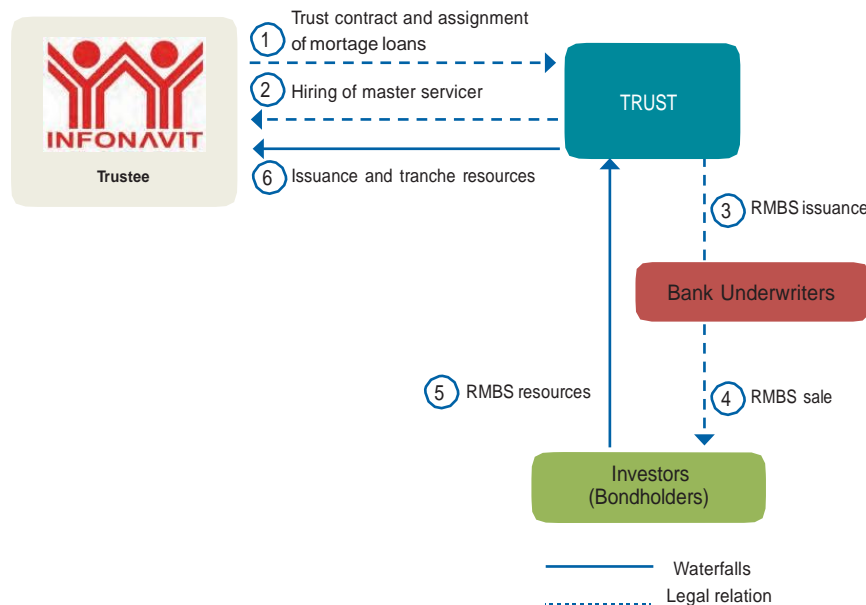 1
Trust contract and assignment
of mortage loans
2
Hiring of master servicer
TRUST
INFONAVIT
Trustee
6
Issuance and tranche resources
3
RMBS issuance
Bank Underwriters
5
RMBS resources
4
RMBS sale
Investors
(Bondholders)
Waterfalls
Legal relation